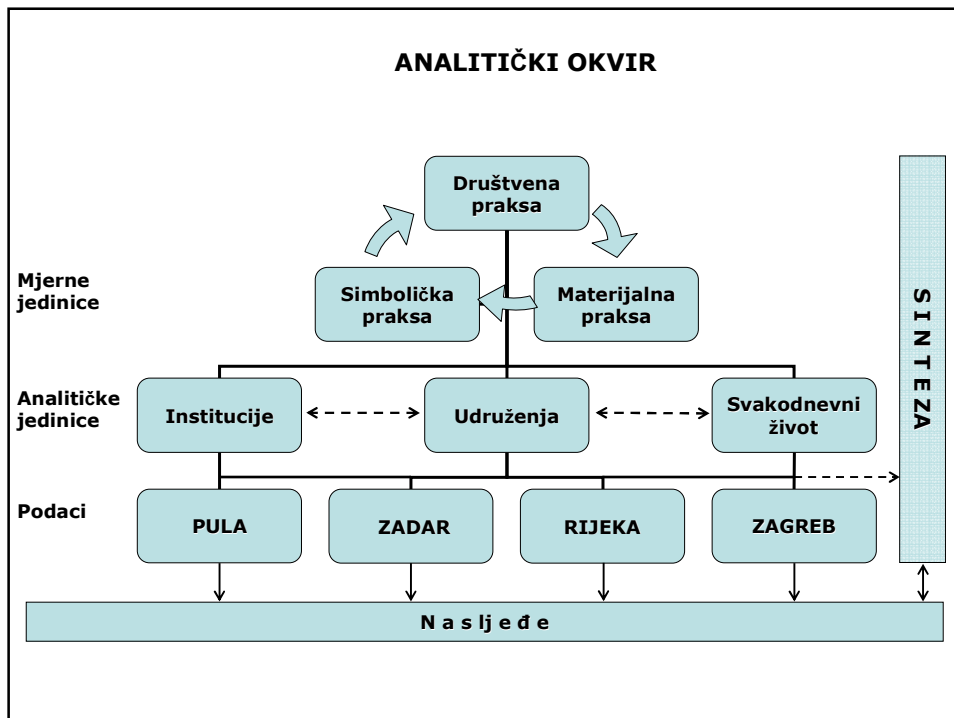 ANALITIČKI OKVIR
Društvena
praksa
Mjerne
jedinice
Simbolička
praksa
Materijalna
praksa
Analitičke
jedinice
Institucije
Udruženja
Svakodnevni
život
Podaci
PULA
ZADAR
RIJEKA
ZAGREB
S I N T E Z A
N a s lj e đ e